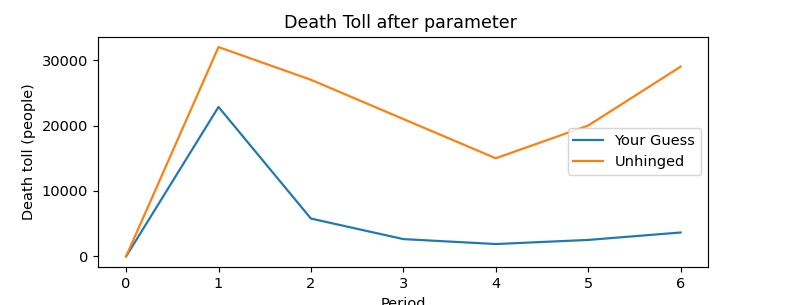 Death Toll after parameter
Death toll (people)
30000
20000
10000
0
Your Guess
Unhinged
0 1 2 3 4 5 6
Period